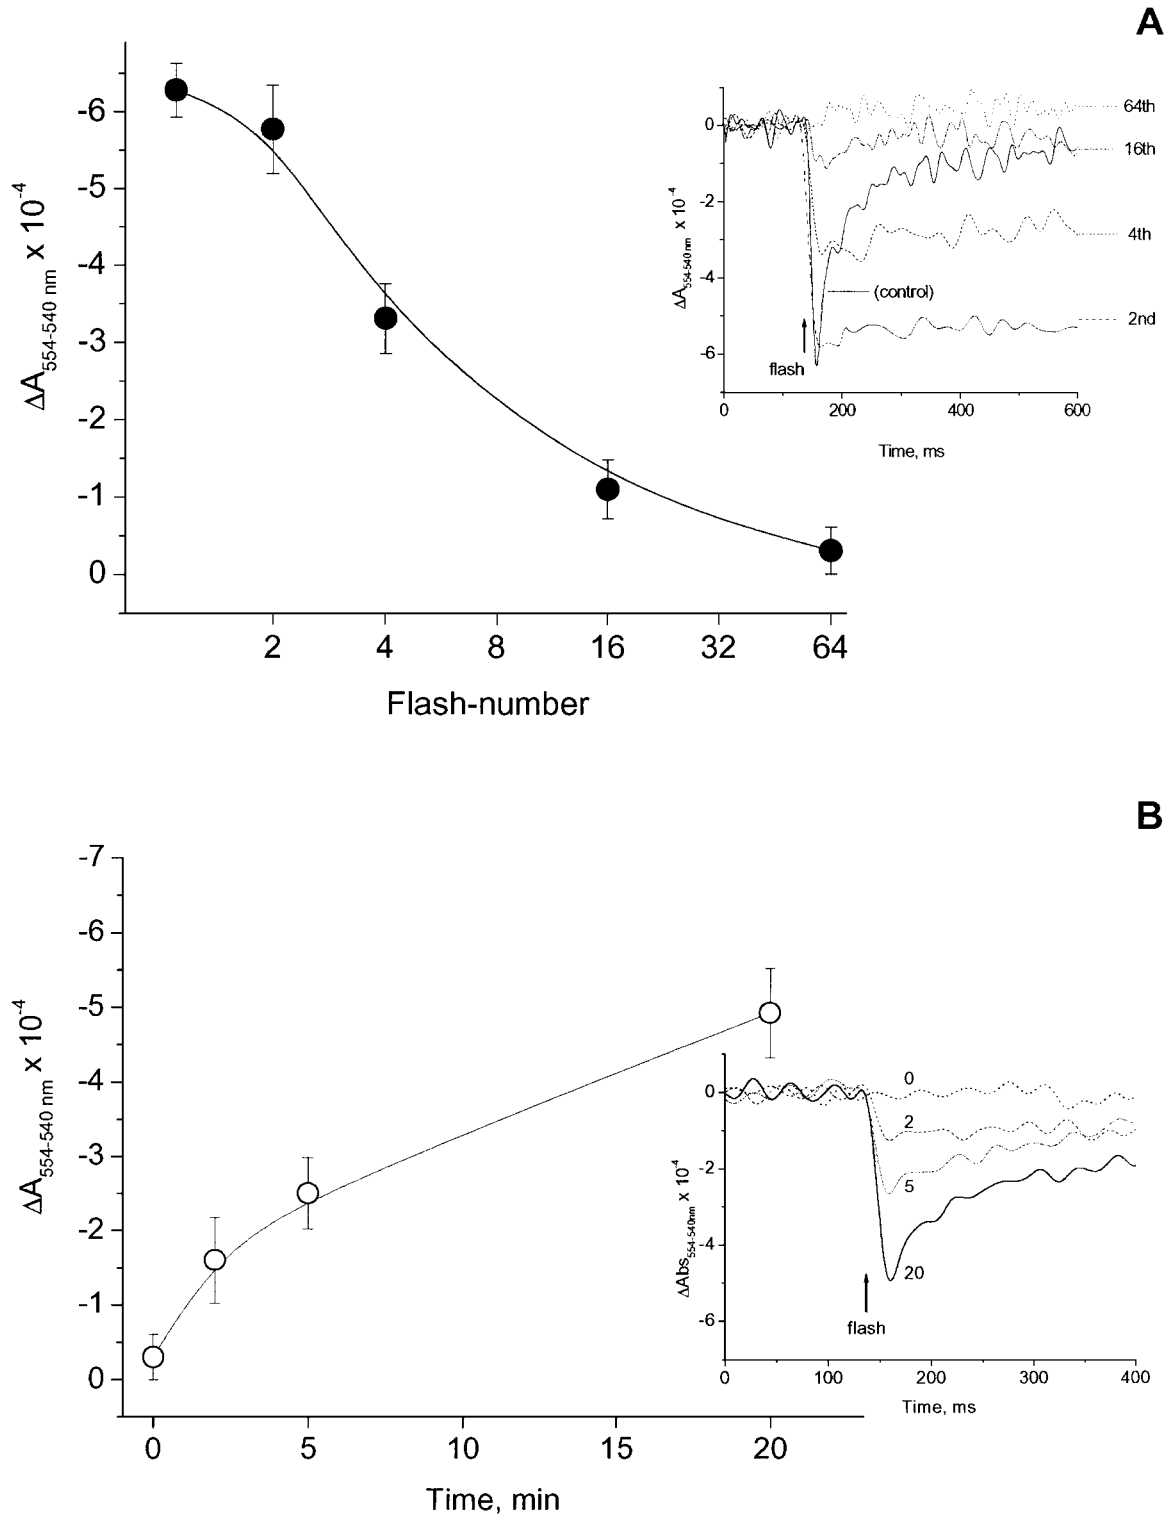 A
-6
-5
-4
-3
-2
-1
0
ΔA554-540 nm x 10-4
2 4 8 16 32 64
Flash-number
0
-2
-4
-6
ΔA554-540 nm x 10-4
64th
16th
4th
(control)
2nd
flash
0 200 400 600
Time, ms
B
-7
-6
-5
-4
-3
-2
-1
0
ΔA554-540 nm x 10-4
0 5 10 15 20
Time, min
0
-2
-4
-6
ΔAbs554-540nm x 10-4
0
2
5
20
flash
0 100 200 300 400
Time, ms